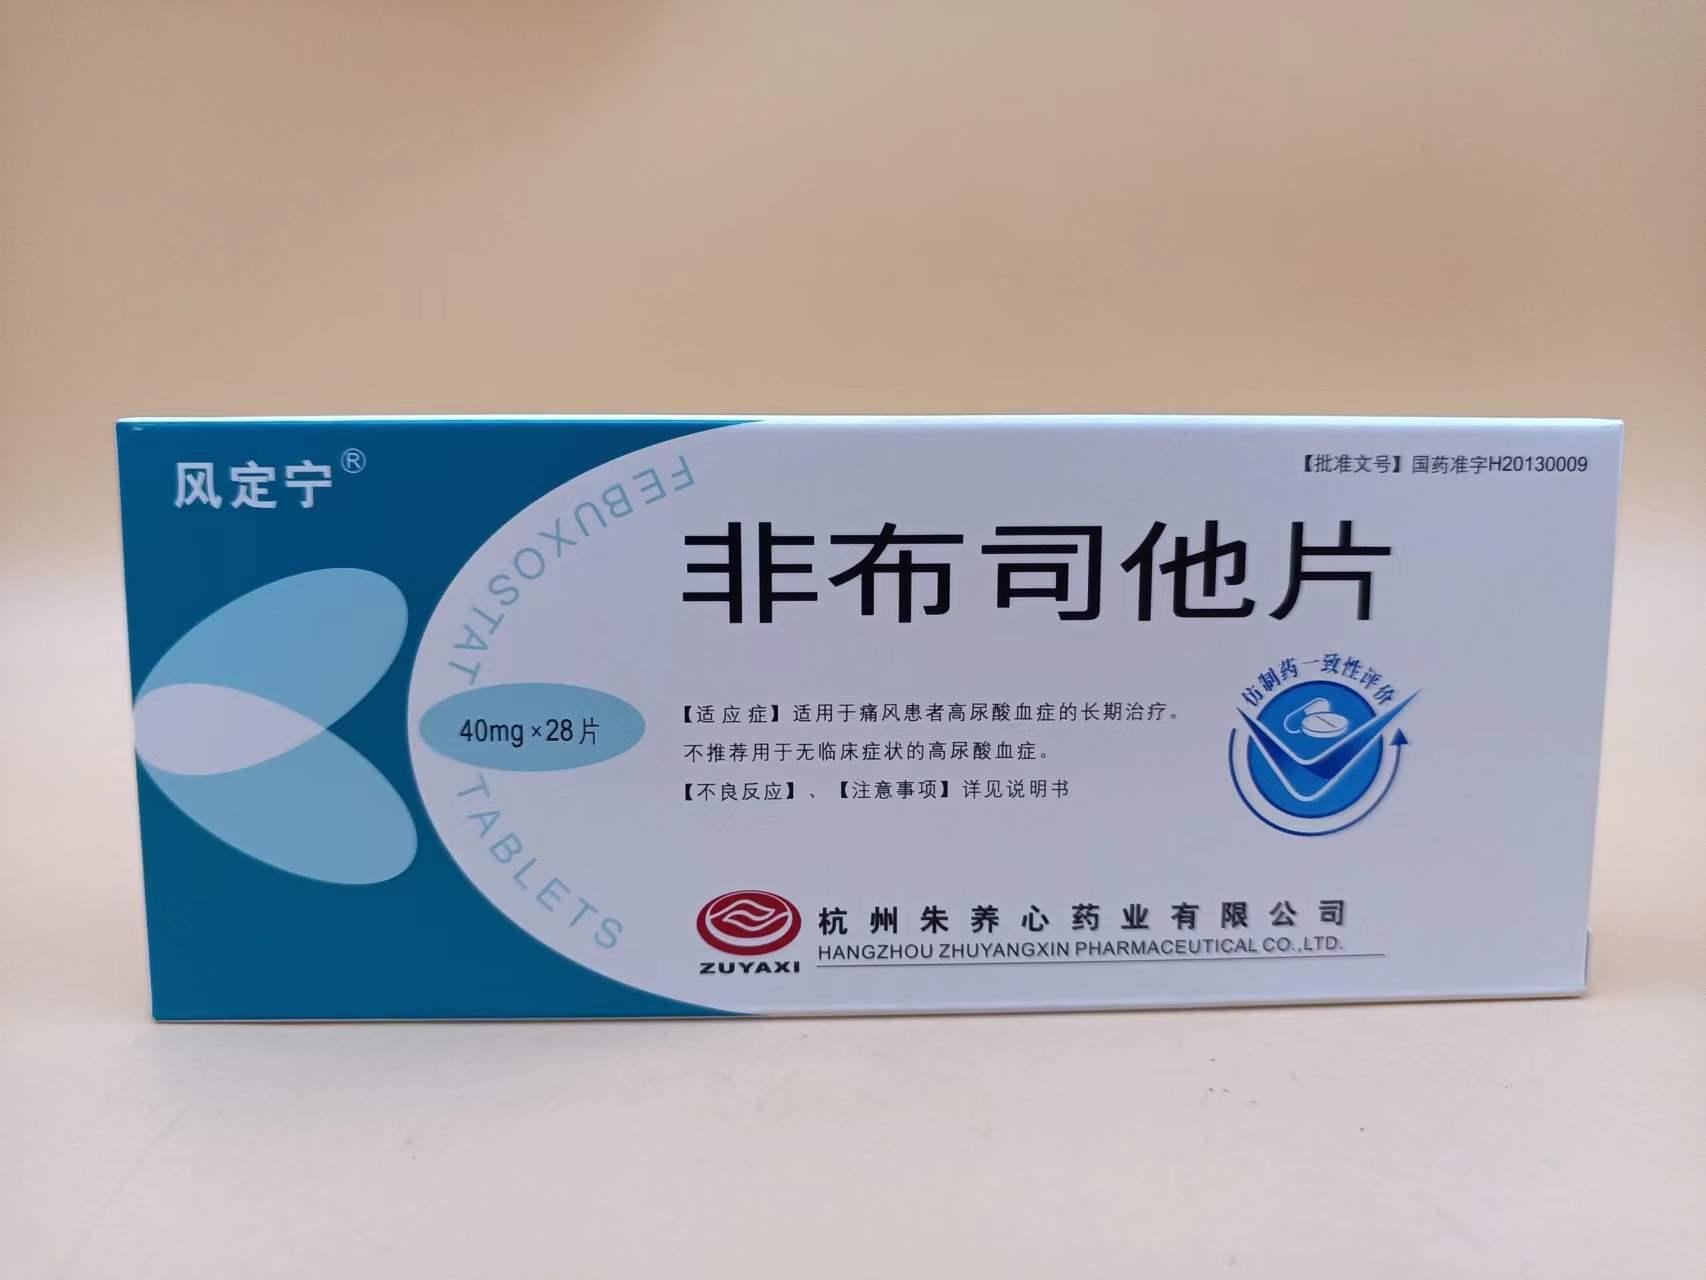 风定宁®
【批准文号】国药准字H20130009
FEBUXOSTAT TABLETS
非布司他片
40mg×28片
【适应症】适用于痛风患者高尿酸血症的长期治疗。
不推荐用于无临床症状的高尿酸血症。
【不良反应】、【注意事项】详见说明书
仿制药一致性评价
ZUYAXI
杭州朱养心药业有限公司
HANGZHOU ZHUYANGXIN PHARMACEUTICAL CO.,LTD.